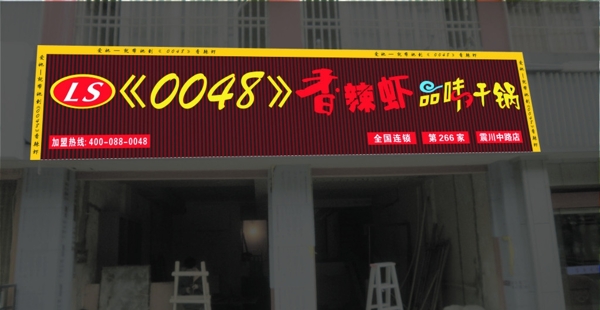 LS《0048》香辣虾 品味干锅
加盟热线: 400-088-0048
全国连锁 第266家 震川中路店